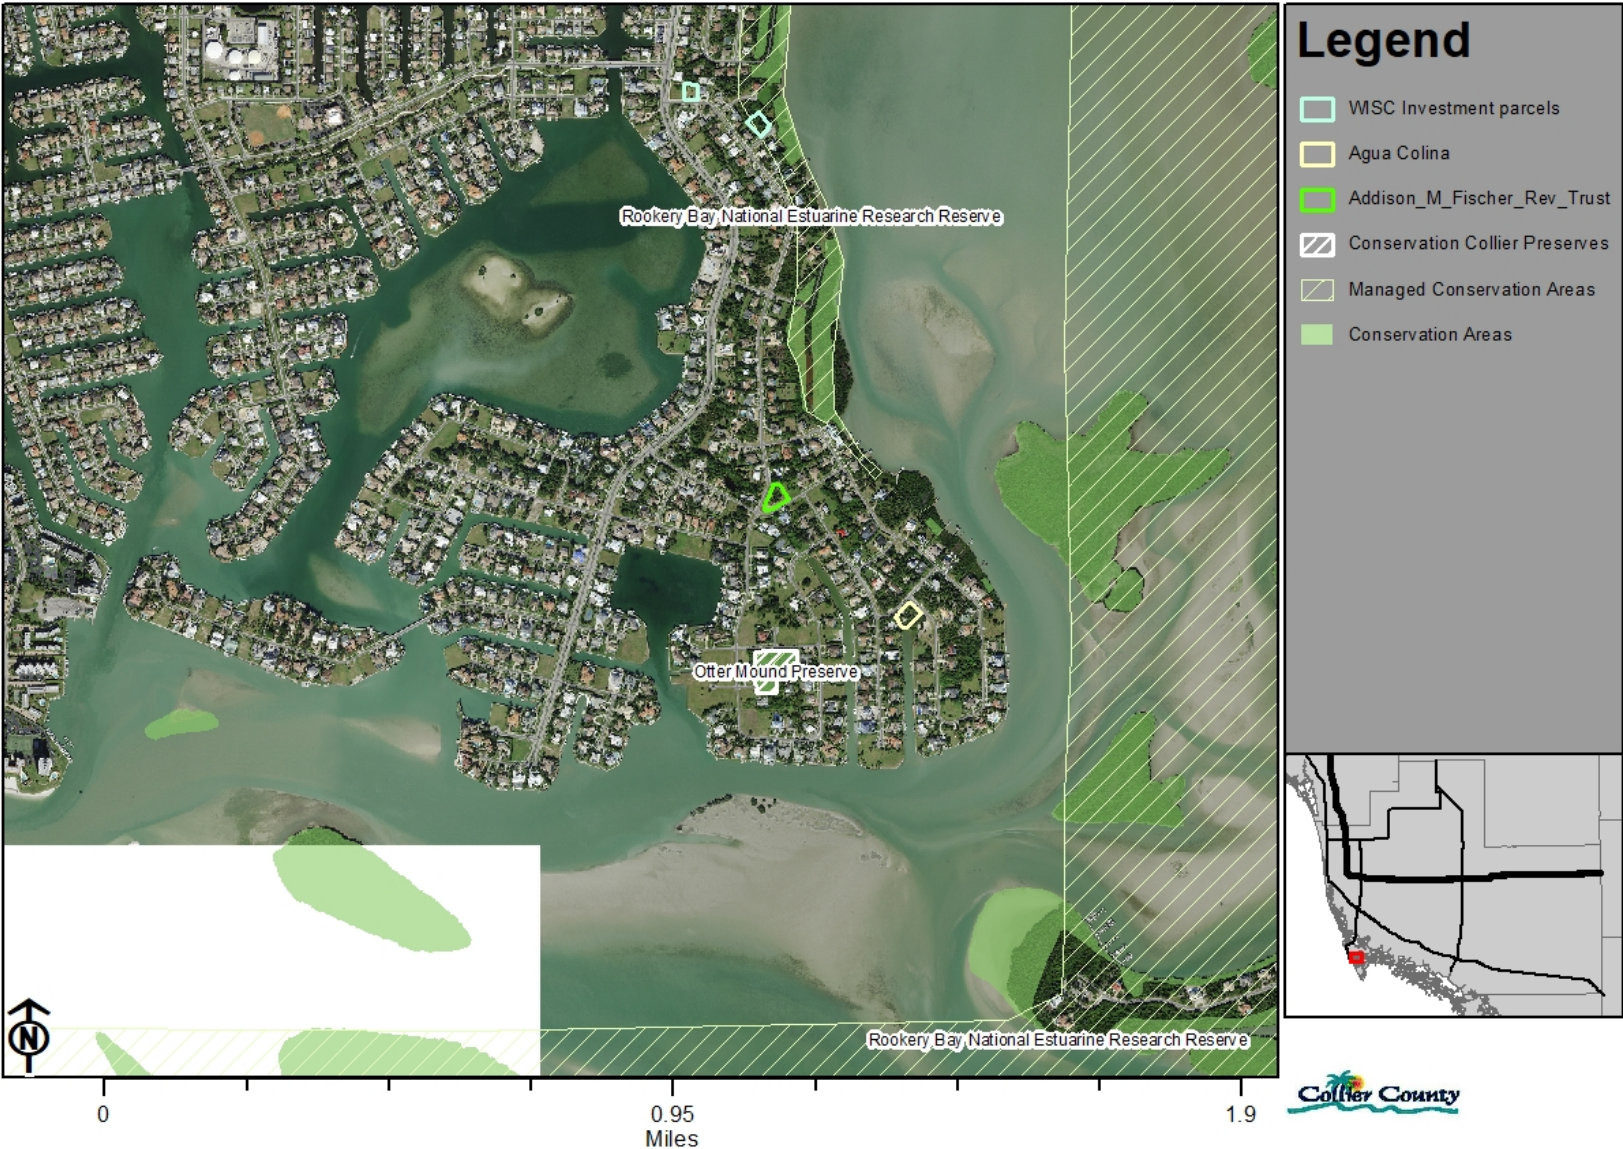 Legend
WISC Investment parcels
Agua Colina
Addison_M_Fischer_Rev_Trust
Conservation Collier Preserves
Managed Conservation Areas
Conservation Areas
Rookery Bay National Estuarine Research Reserve
Otter Mound Preserve
Rookery Bay National Estuarine Research Reserve
N
0 0.95 1.9
Miles
Collier County